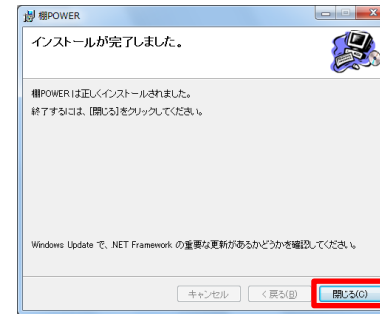 棚POWER
インストールが完了しました。
棚POWERは正しくインストールされました。
終了するには、[閉じる]をクリックしてください。
Windows Update で、.NET Framework の重要な更新があるかどうかを確認してください。
キャンセル
< 戻る(B)
閉じる(C)